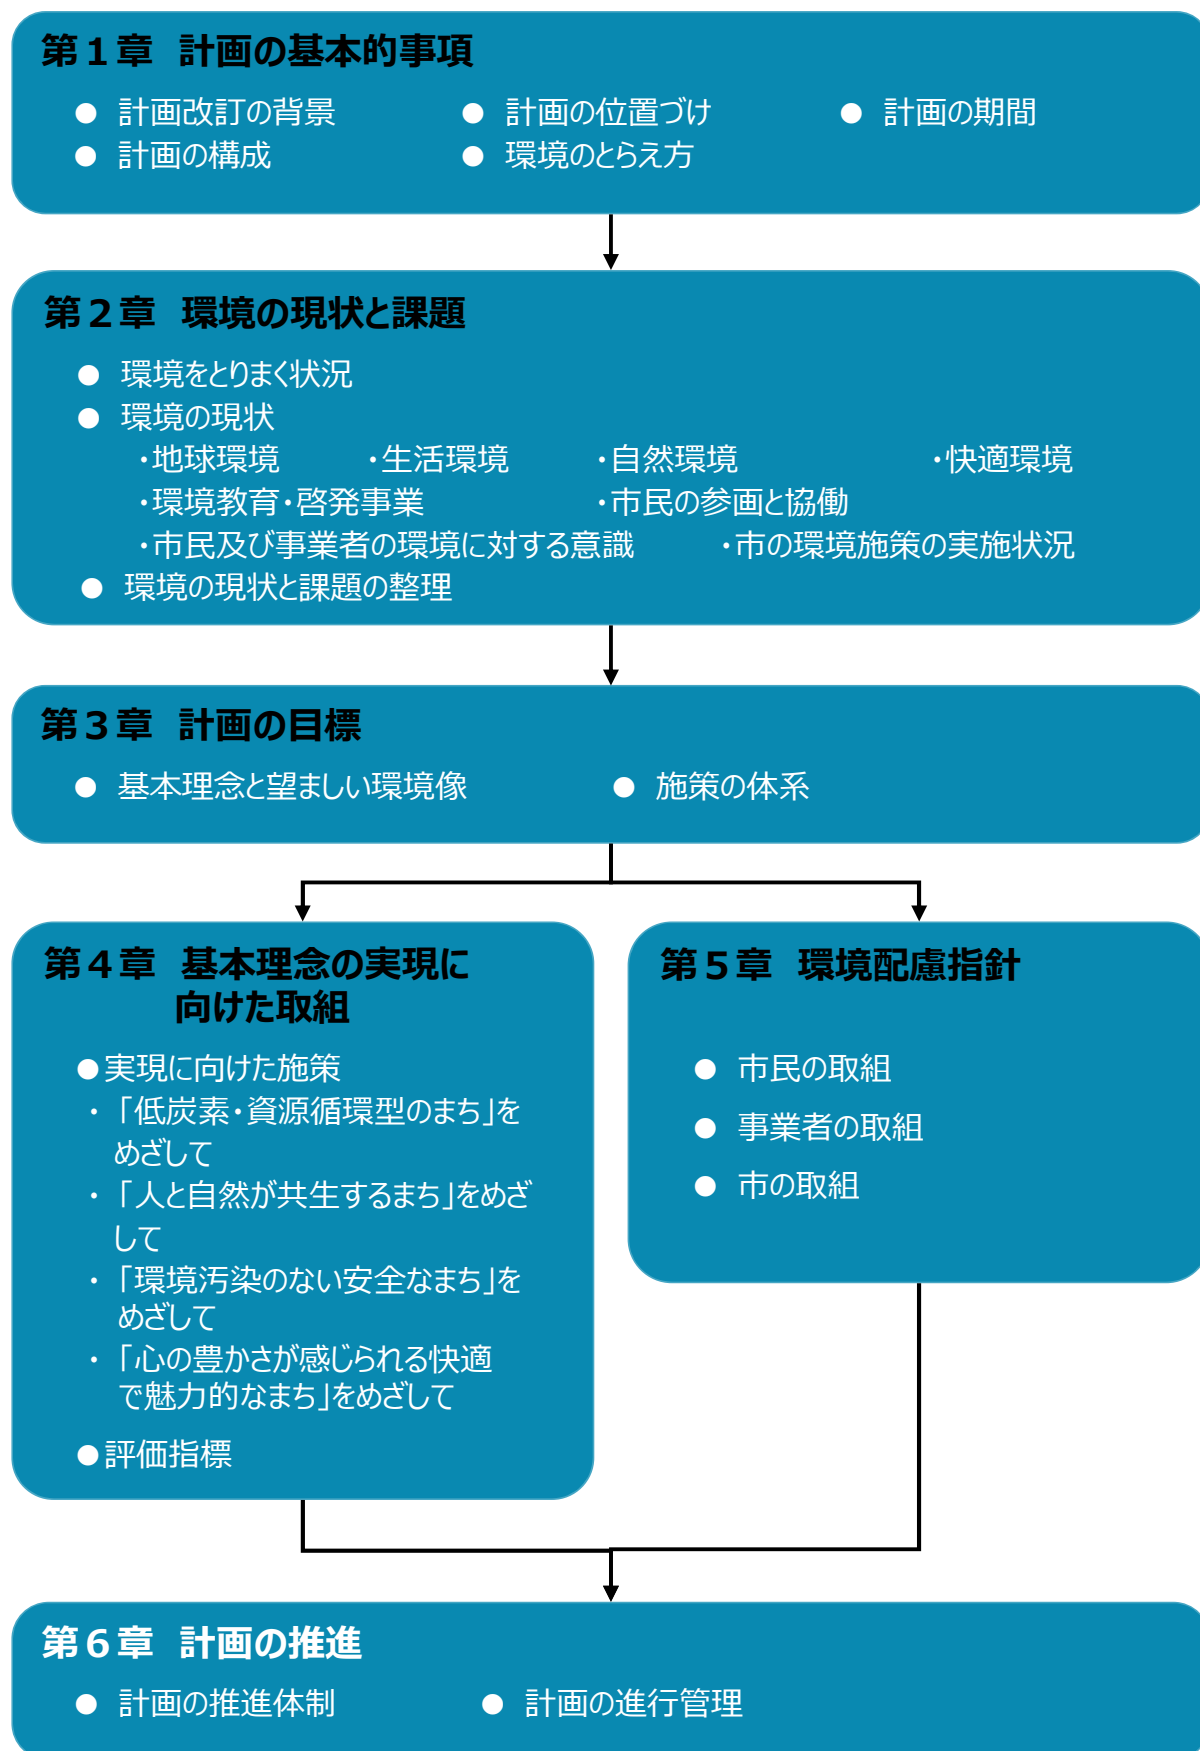 第１章 計画の基本的事項
● 計画改訂の背景 ● 計画の位置づけ ● 計画の期間
● 計画の構成 ● 環境のとらえ方
第２章 環境の現状と課題
● 環境をとりまく状況
● 環境の現状
・地球環境 ・生活環境 ・自然環境 ・快適環境
・環境教育・啓発事業 ・市民の参画と協働
・市民及び事業者の環境に対する意識 ・市の環境施策の実施状況
● 環境の現状と課題の整理
第３章 計画の目標
● 基本理念と望ましい環境像 ● 施策の体系
第４章 基本理念の実現に
向けた取組
●実現に向けた施策
・「低炭素・資源循環型のまち」を
めざして
・「人と自然が共生するまち」をめざ
して
・「環境汚染のない安全なまち」を
めざして
・「心の豊かさが感じられる快適
で魅力的なまち」をめざして
●評価指標
第５章 環境配慮指針
● 市民の取組
● 事業者の取組
● 市の取組
第６章 計画の推進
● 計画の推進体制 ● 計画の進行管理